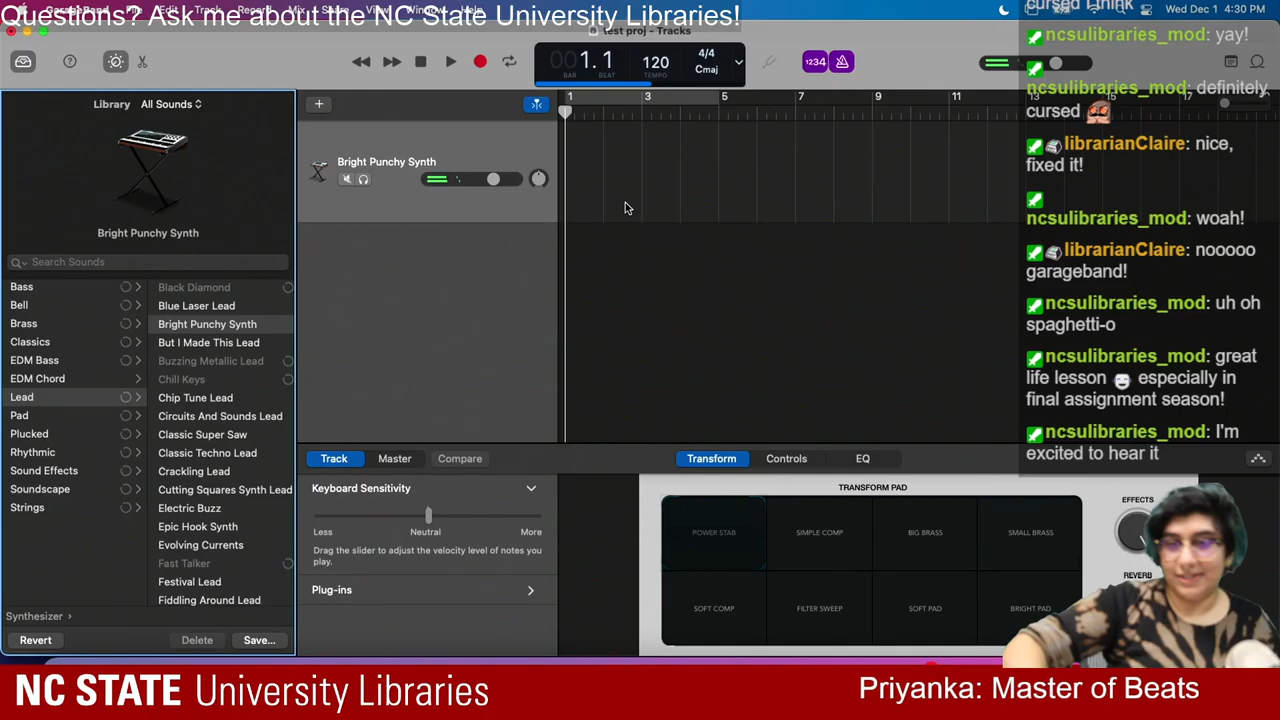 Questions? Ask me about the NC State University Libraries!
Wed Dec 1 4:30 PM
test proj - Tracks
001.1
BAR
BEAT
120
TEMPO
4/4
Cmaj
1234
Library All Sounds
1
3
5
7
9
11
13
15
17
Bright Punchy Synth
Bright Punchy Synth
Search Sounds
Bass
Bell
Brass
Classics
EDM Bass
EDM Chord
Lead
Pad
Plucked
Rhythmic
Sound Effects
Soundscape
Strings
Black Diamond
Blue Laser Lead
Bright Punchy Synth
But I Made This Lead
Buzzing Metallic Lead
Chill Keys
Chip Tune Lead
Circuits And Sounds Lead
Classic Super Saw
Classic Techno Lead
Crackling Lead
Cutting Squares Synth Lead
Electric Buzz
Epic Hook Synth
Evolving Currents
Fast Talker
Festival Lead
Fiddling Around Lead
Synthesizer
Revert
Delete
Save...
Track
Master
Compare
Transform
Controls
EQ
Keyboard Sensitivity
Less
Neutral
More
Drag the slider to adjust the velocity level of notes you
play.
Plug-ins
TRANSFORM PAD
POWER STAB
SIMPLE COMP
BIG BRASS
SMALL BRASS
SOFT COMP
FILTER SWEEP
SOFT PAD
BRIGHT PAD
EFFECTS
REVERB
cursed I think
ncsulibraries_mod: yay!
ncsulibraries_mod: definitely
cursed
librarianClaire: nice,
fixed it!
ncsulibraries_mod: woah!
librarianClaire: nooooo
garageband!
ncsulibraries_mod: uh oh
spaghetti-o
ncsulibraries_mod: great
life lesson especially in
final assignment season!
ncsulibraries_mod: I'm
excited to hear it
NC STATE University Libraries
Priyanka: Master of Beats